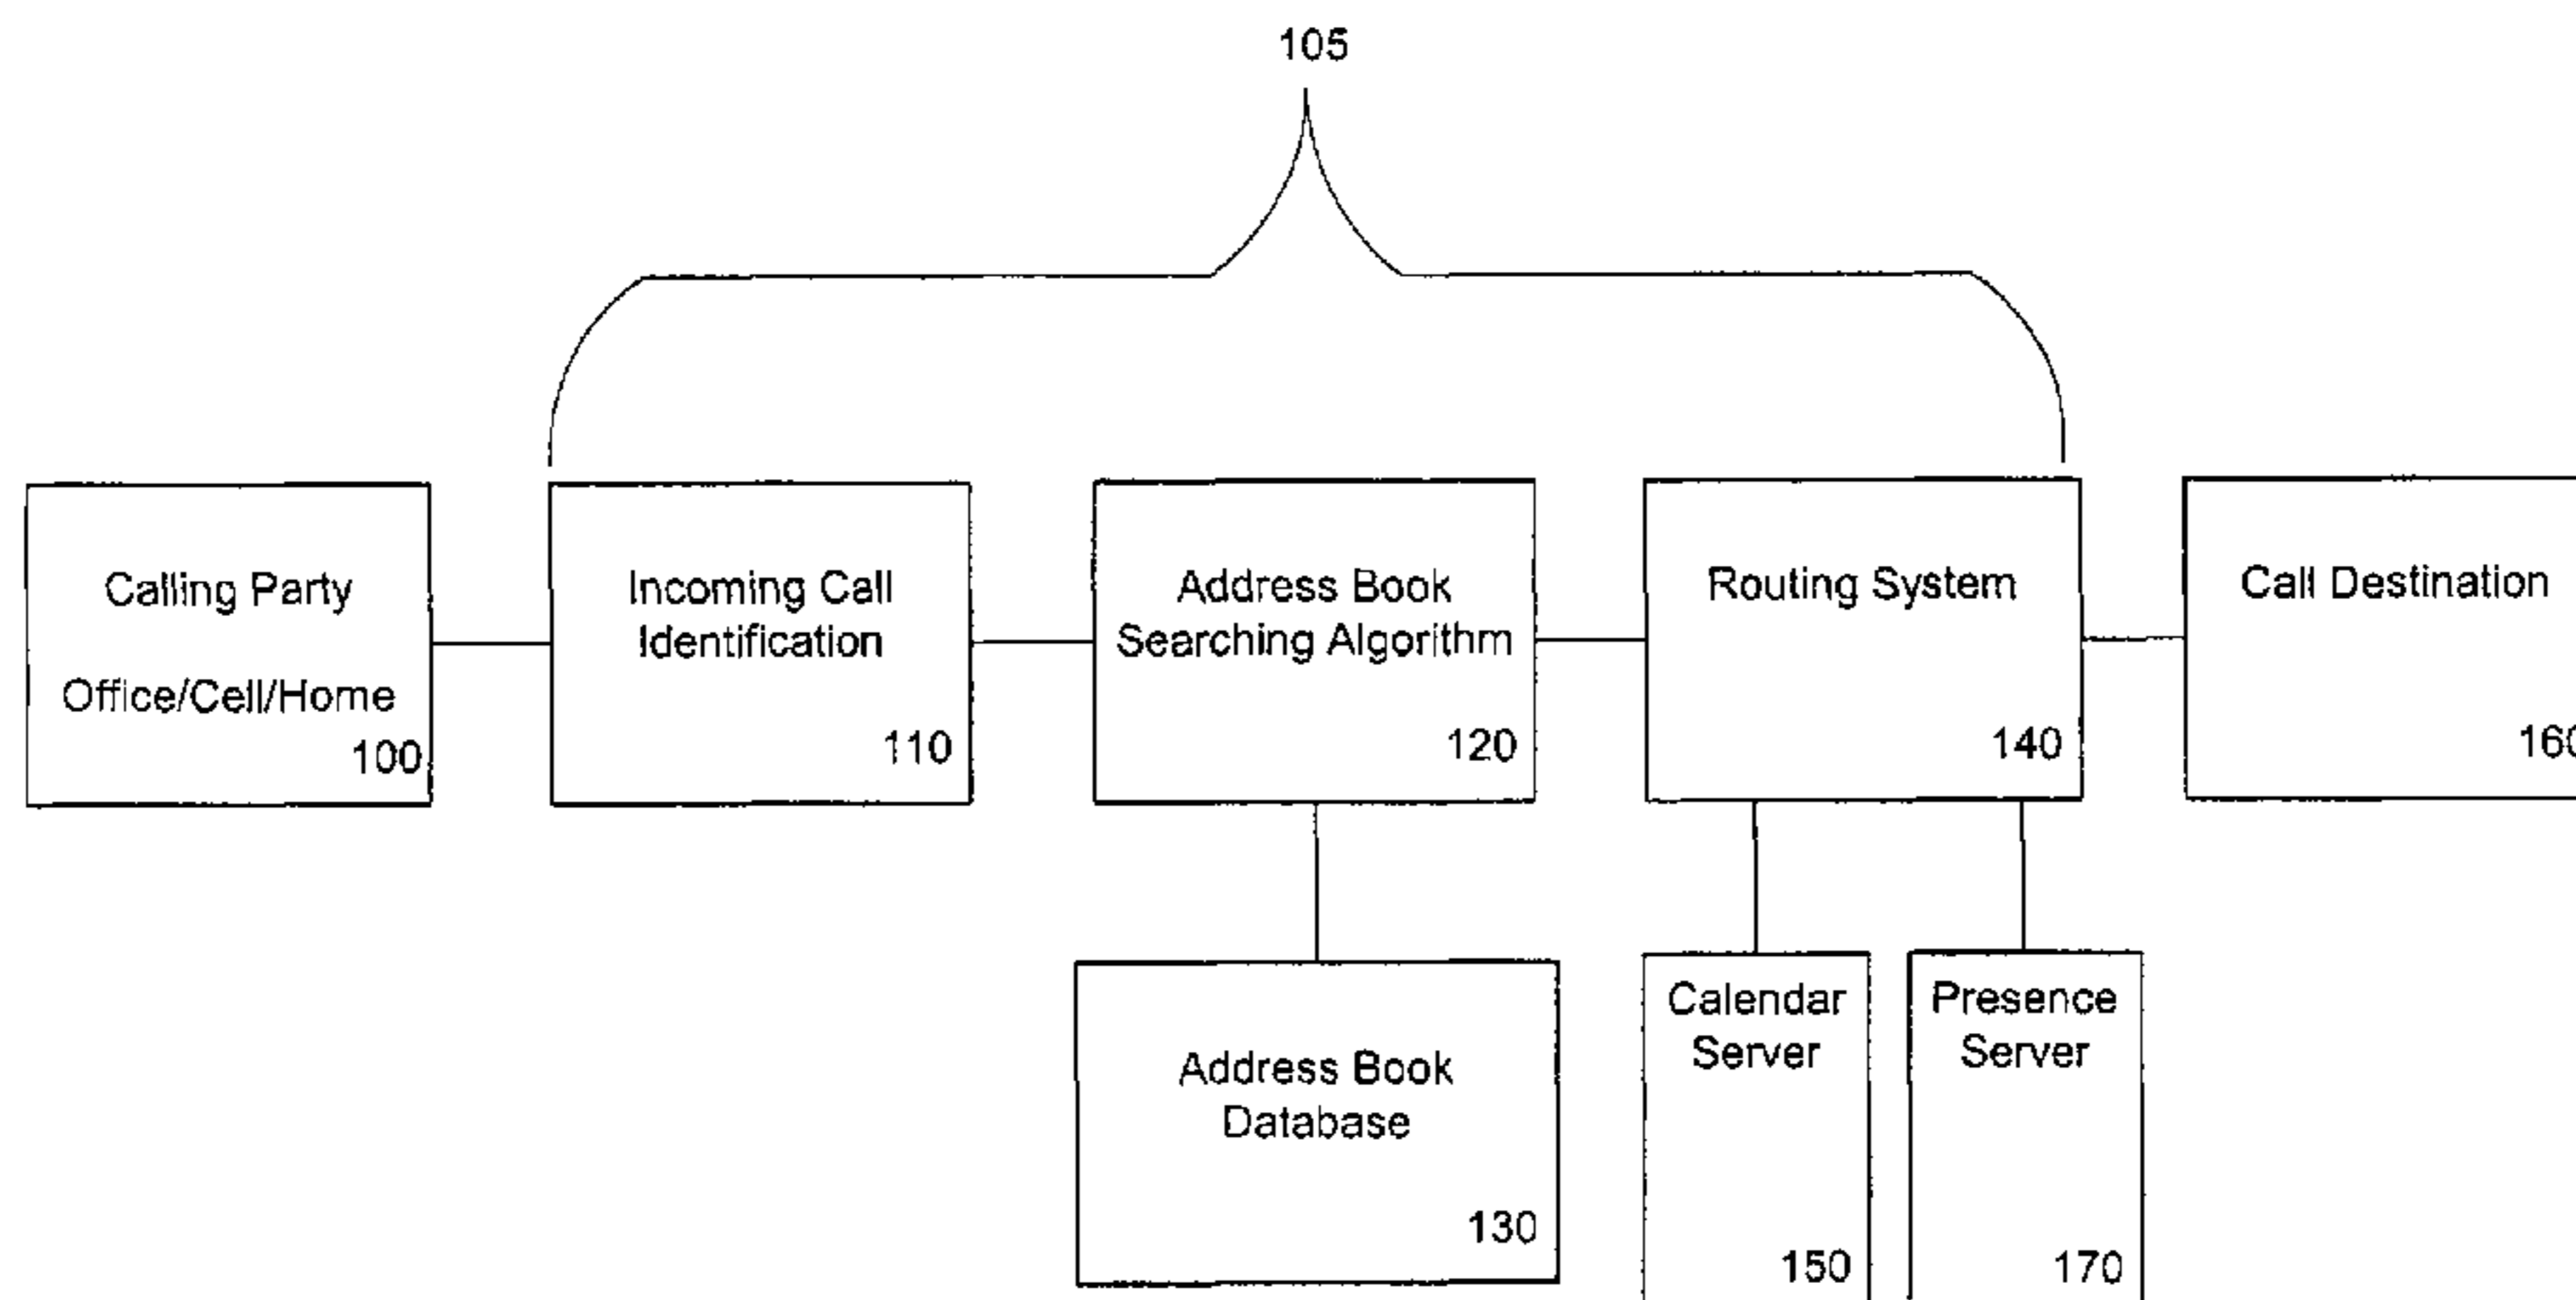 105
Calling Party
Office/Cell/Home
100
Incoming Call
Identification
110
Address Book
Searching Algorithm
120
Routing System
140
Call Destination
160
Address Book
Database
130
Calendar
Server
150
Presence
Server
170